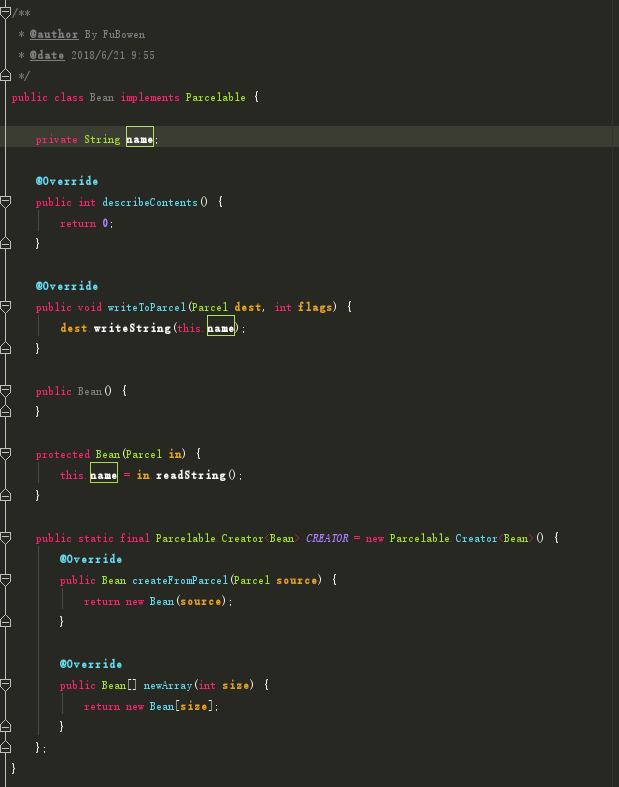 /**
 * @author By FuBowen
 * @date 2018/6/21 9:55
 */
public class Bean implements Parcelable {
    private String name;
    @Override
    public int describeContents() {
        return 0;
    }
    @Override
    public void writeToParcel(Parcel dest, int flags) {
        dest.writeString(this.name);
    }
    public Bean() {
    }
    protected Bean(Parcel in) {
        this.name = in.readString();
    }
    public static final Parcelable.Creator<Bean> CREATOR = new Parcelable.Creator<Bean>() {
        @Override
        public Bean createFromParcel(Parcel source) {
            return new Bean(source);
        }
        @Override
        public Bean[] newArray(int size) {
            return new Bean[size];
        }
    };
}